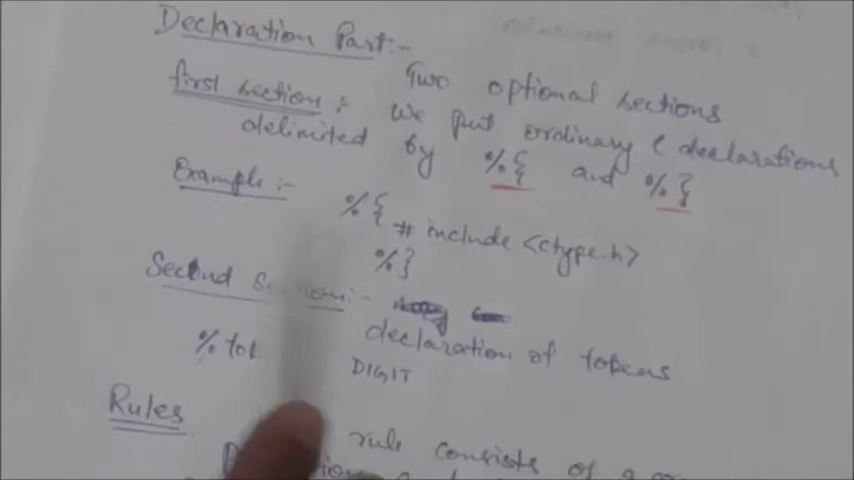 Declaration Part:-
Two optional sections
first section :- We put ordinary C declarations
delimited by %{ and %}
Example:-
%{
# include <ctype.h>
%}
Second
declaration of tokens
DIGIT
Rules
rule consists of a